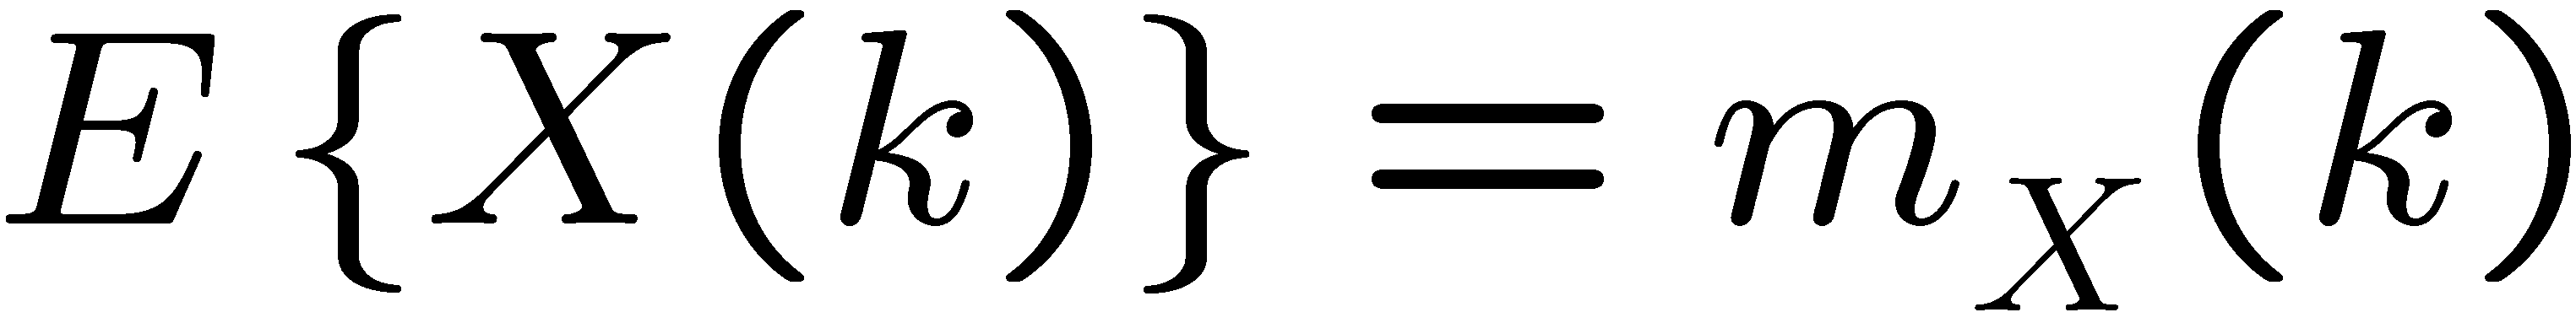 E {X(k)} = m_X(k)